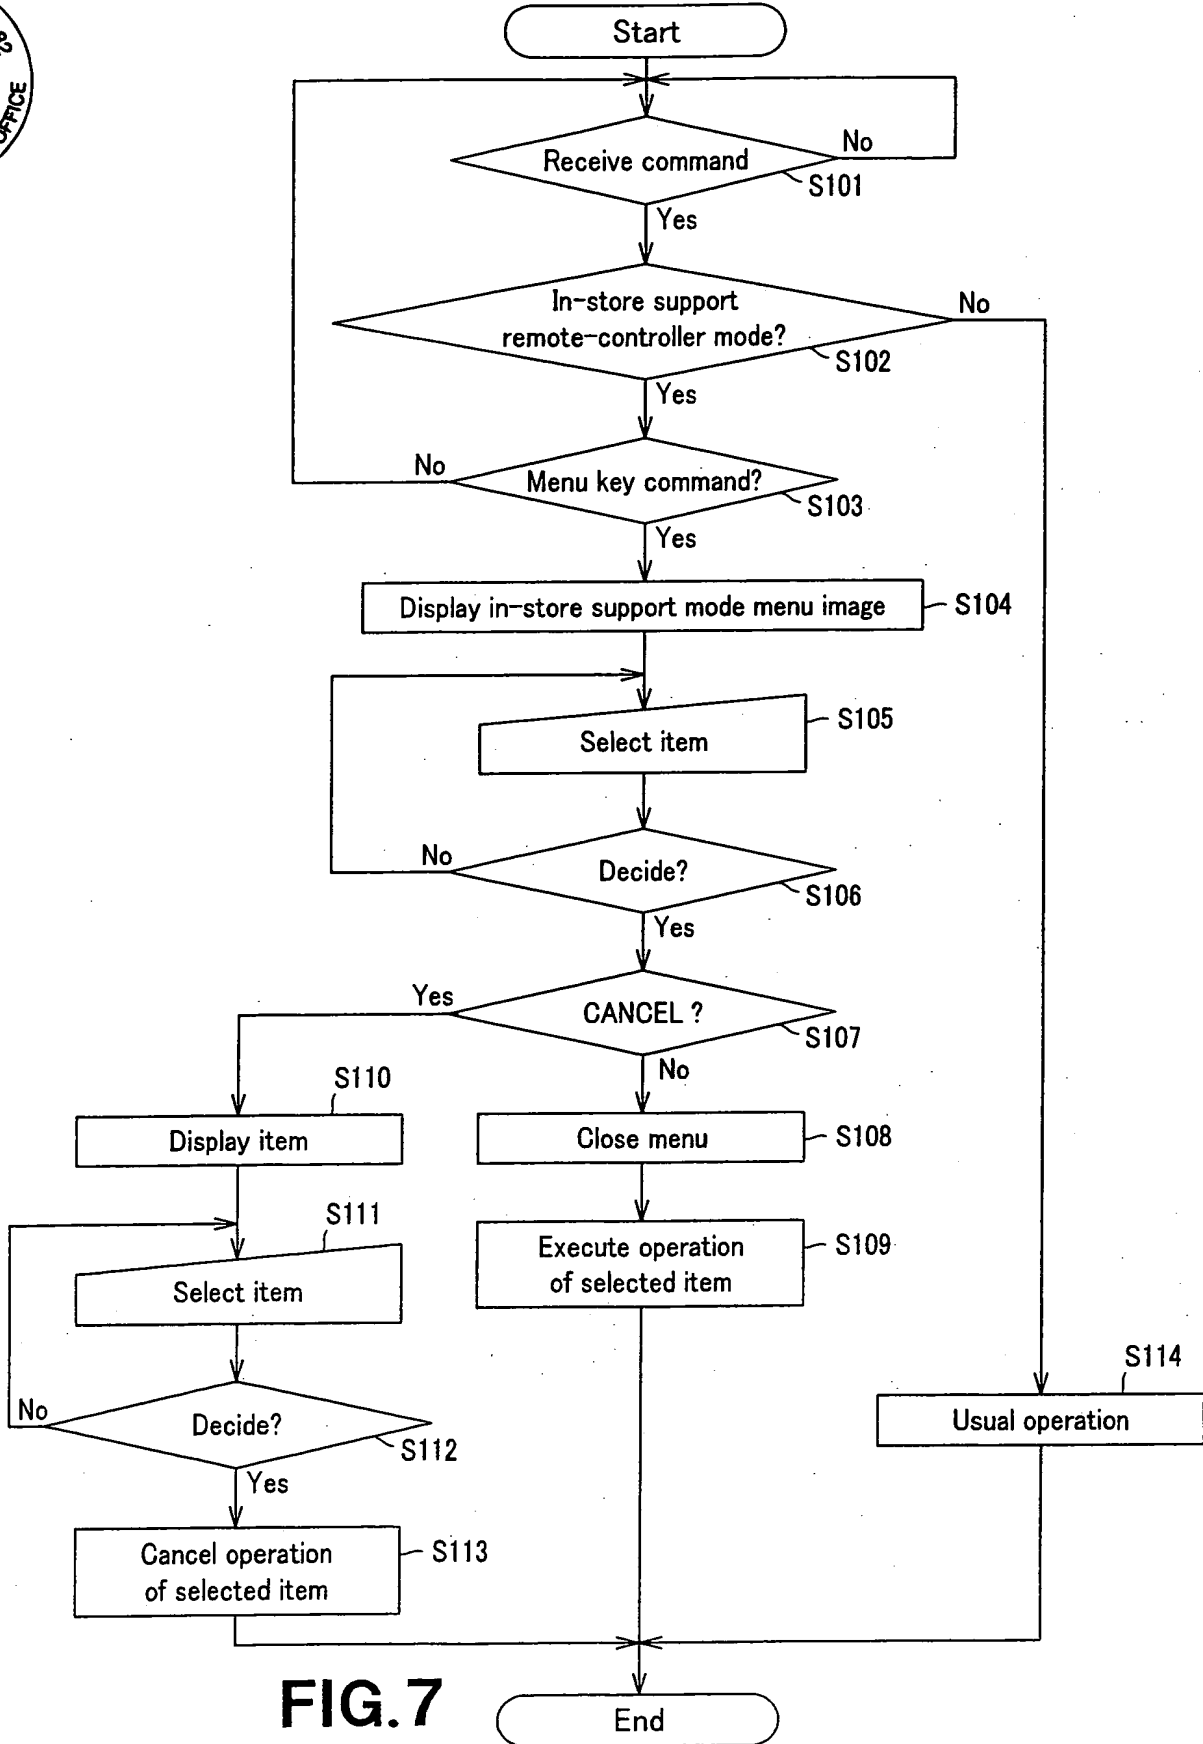 OFFICE
Start
Receive command
No
S101
Yes
In-store support
remote-controller mode?
No
S102
Yes
Menu key command?
No
S103
Yes
Display in-store support mode menu image
S104
Select item
S105
Decide?
No
S106
Yes
CANCEL ?
Yes
S107
No
S110
Display item
Close menu
S108
S111
Select item
Execute operation
of selected item
S109
Decide?
No
S112
Yes
S114
Usual operation
Cancel operation
of selected item
S113
FIG.7
End